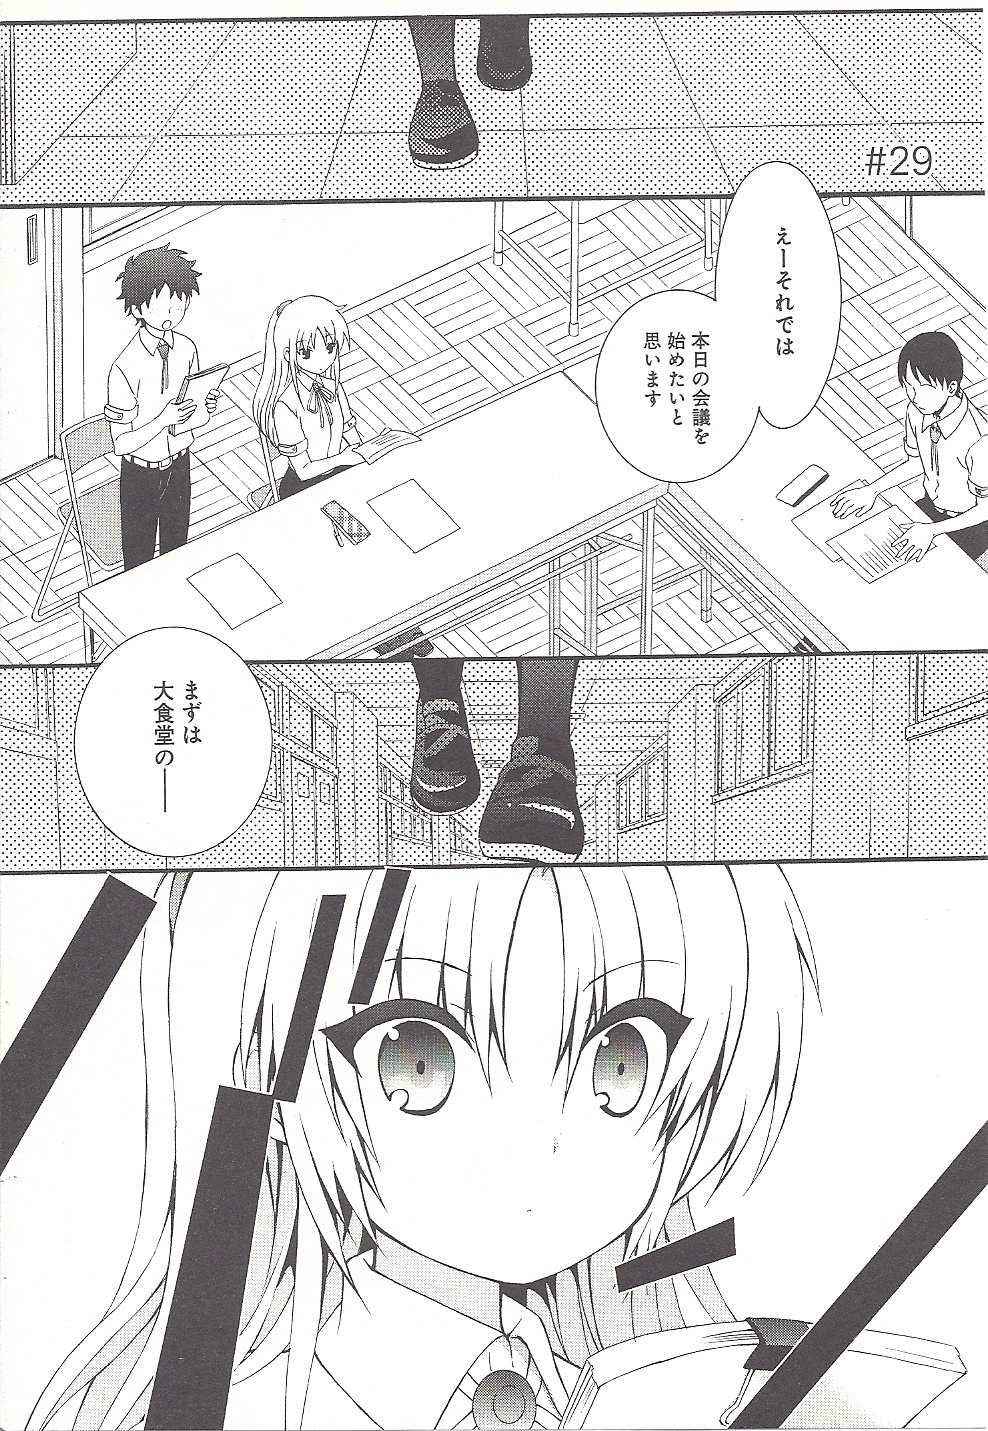 #29
えーそれでは
本日の会議を
始めたいと
思います
まずは
大食堂の――